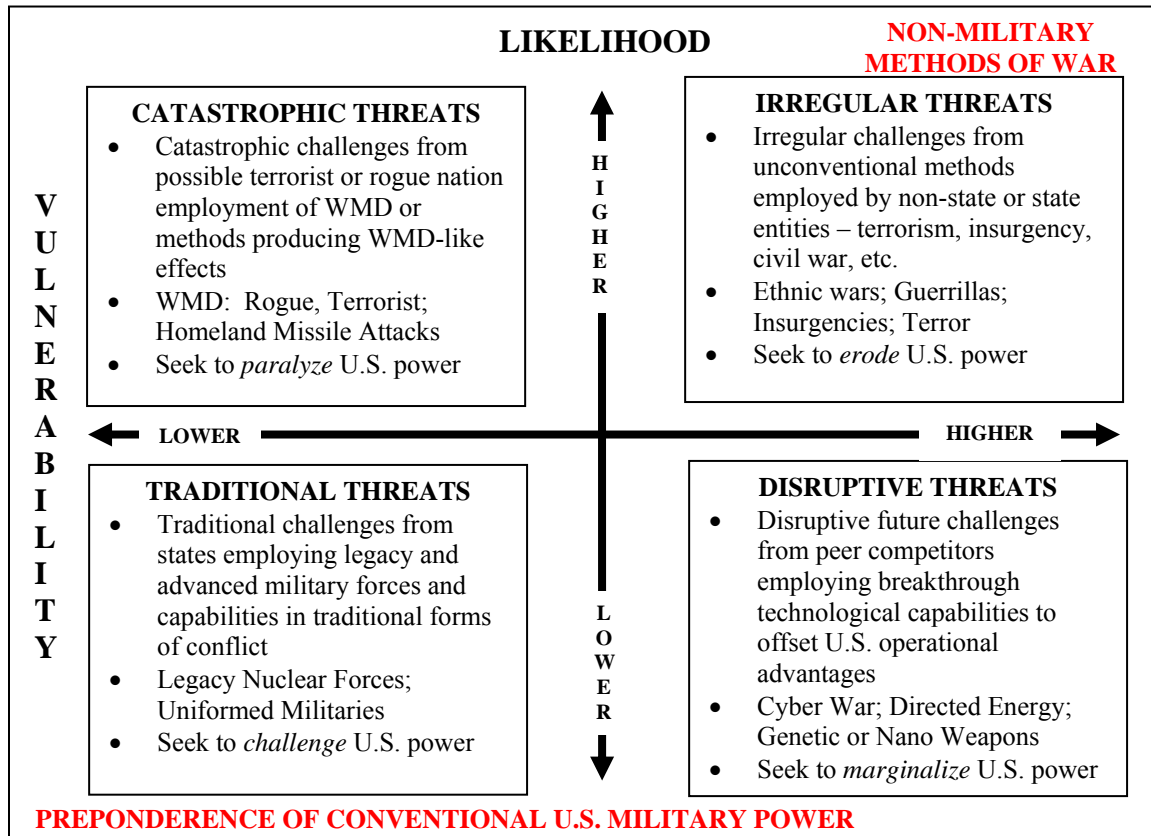 LIKELIHOOD
NON-MILITARY
METHODS OF WAR
VULNERABILITY
CATASTROPHIC THREATS
• Catastrophic challenges from
possible terrorist or rogue nation
employment of WMD or
methods producing WMD-like
effects
• WMD: Rogue, Terrorist;
Homeland Missile Attacks
• Seek to paralyze U.S. power
HIGHER
IRREGULAR THREATS
• Irregular challenges from
unconventional methods
employed by non-state or state
entities – terrorism, insurgency,
civil war, etc.
• Ethnic wars; Guerrillas;
Insurgencies; Terror
• Seek to erode U.S. power
LOWER
HIGHER
TRADITIONAL THREATS
• Traditional challenges from
states employing legacy and
advanced military forces and
capabilities in traditional forms
of conflict
• Legacy Nuclear Forces;
Uniformed Militaries
• Seek to challenge U.S. power
LOWER
DISRUPTIVE THREATS
• Disruptive future challenges
from peer competitors
employing breakthrough
technological capabilities to
offset U.S. operational
advantages
• Cyber War; Directed Energy;
Genetic or Nano Weapons
• Seek to marginalize U.S. power
PREPONDERENCE OF CONVENTIONAL U.S. MILITARY POWER